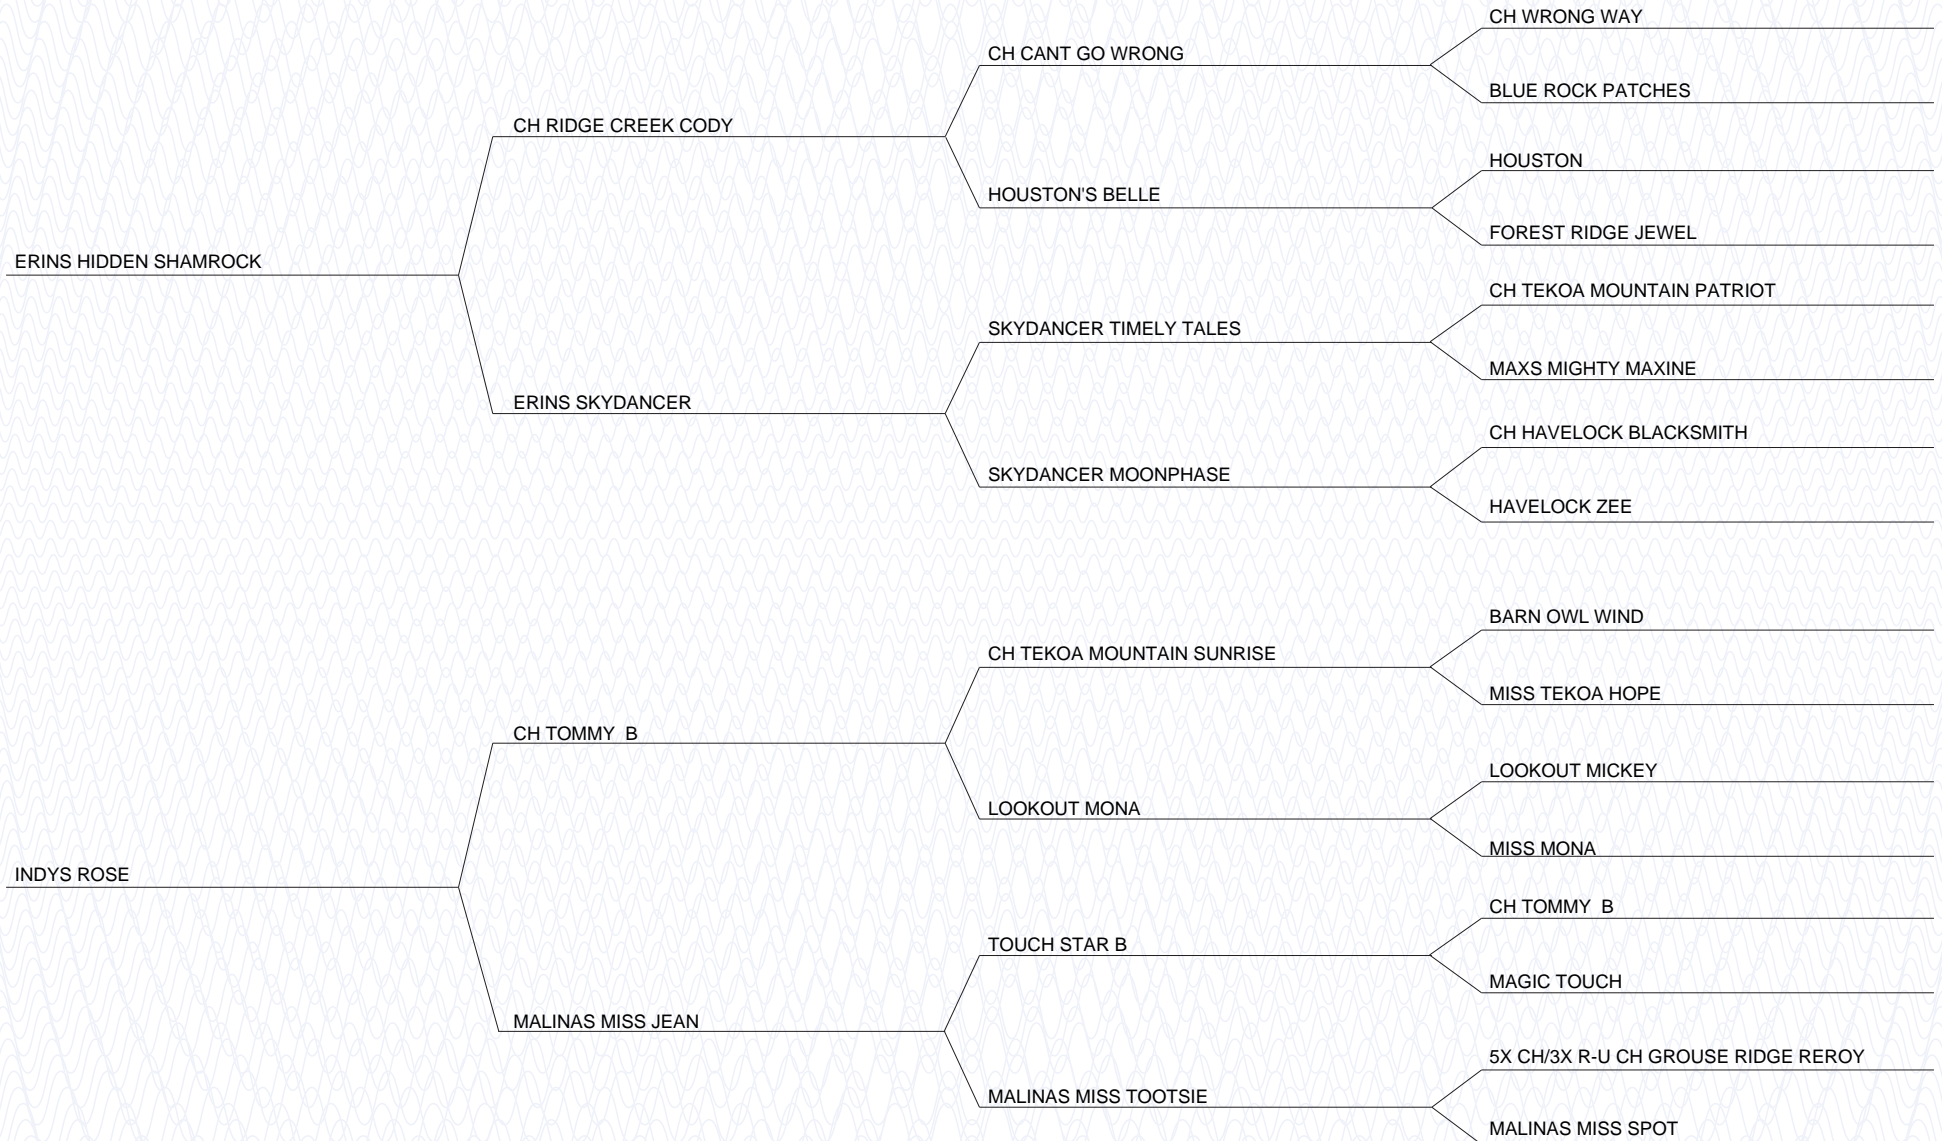 CH WRONG WAY
CH CANT GO WRONG
BLUE ROCK PATCHES
CH RIDGE CREEK CODY
HOUSTON
HOUSTON'S BELLE
FOREST RIDGE JEWEL
ERINS HIDDEN SHAMROCK
CH TEKOA MOUNTAIN PATRIOT
SKYDANCER TIMELY TALES
MAXS MIGHTY MAXINE
ERINS SKYDANCER
CH HAVELOCK BLACKSMITH
SKYDANCER MOONPHASE
HAVELOCK ZEE
BARN OWL WIND
CH TEKOA MOUNTAIN SUNRISE
MISS TEKOA HOPE
CH TOMMY  B
LOOKOUT MICKEY
LOOKOUT MONA
MISS MONA
INDYS ROSE
CH TOMMY  B
TOUCH STAR B
MAGIC TOUCH
MALINAS MISS JEAN
5X CH/3X R-U CH GROUSE RIDGE REROY
MALINAS MISS TOOTSIE
MALINAS MISS SPOT